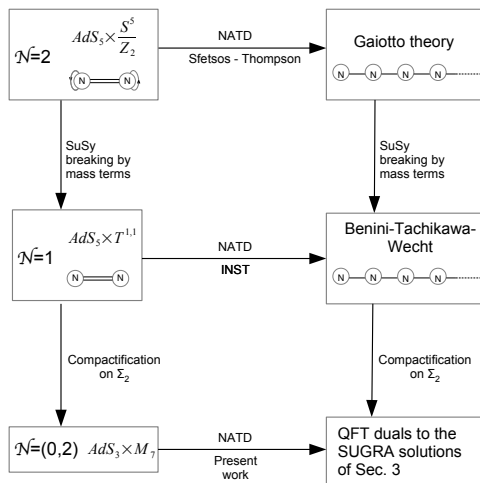 𝒩=2
AdS₅ × S⁵/Z₂
N N
NATD
Sfetsos - Thompson
Gaiotto theory
N N N N
SuSy
breaking by
mass terms
SuSy
breaking by
mass terms
𝒩=1
AdS₅ × T¹,¹
N N
NATD
INST
Benini-Tachikawa-
Wecht
N N N N
Compactification
on Σ₂
Compactification
on Σ₂
𝒩=(0,2) AdS₃ × M₇
NATD
Present
work
QFT duals to the
SUGRA solutions
of Sec. 3